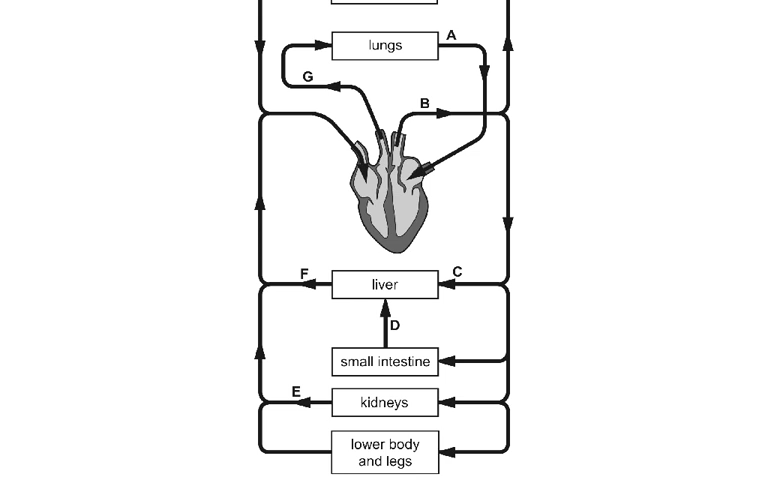 A
lungs
G
B
F
liver
C
D
small intestine
E
kidneys
lower body
and legs